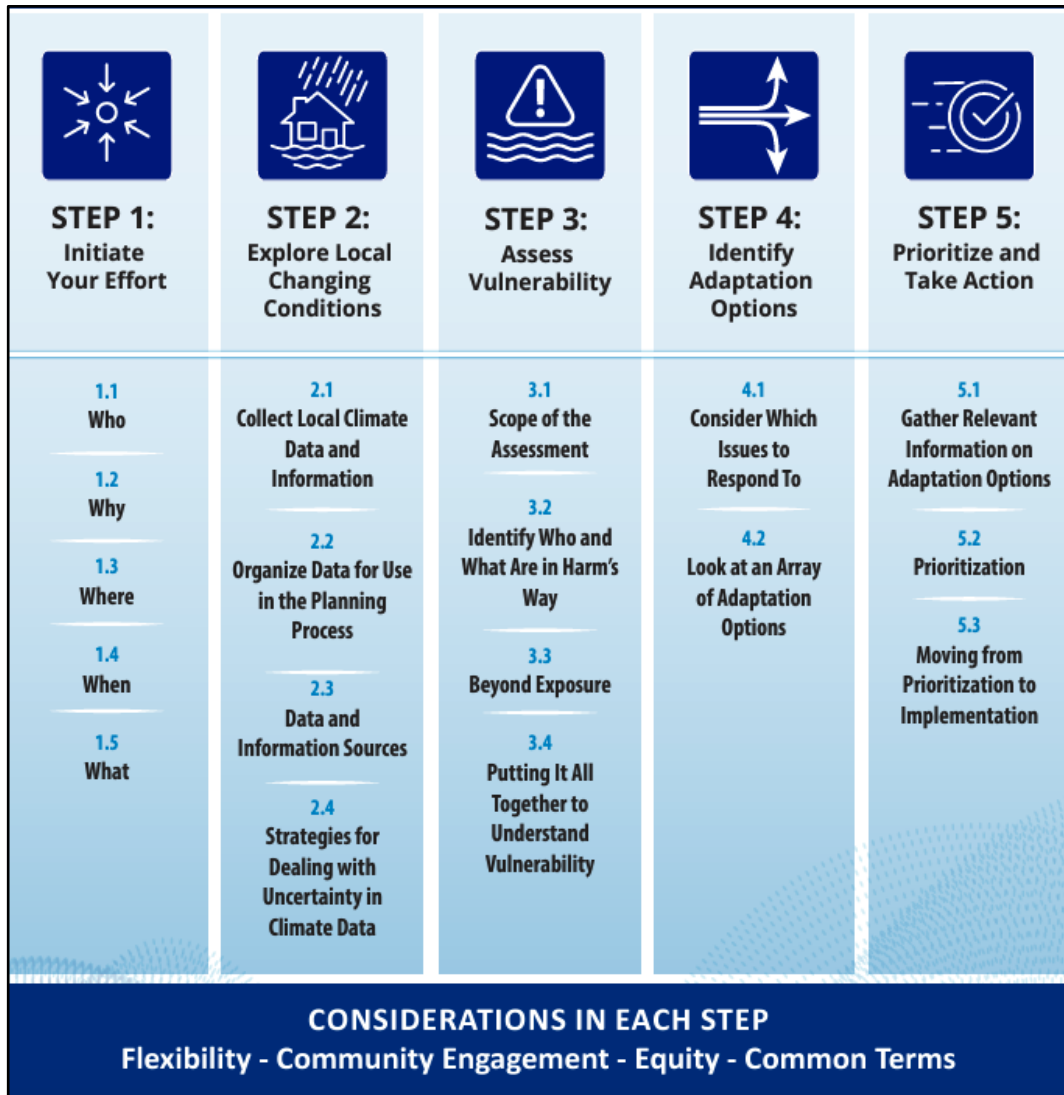 STEP 1:
Initiate
Your Effort
1.1
Who
1.2
Why
1.3
Where
1.4
When
1.5
What
STEP 2:
Explore Local
Changing
Conditions
2.1
Collect Local Climate
Data and
Information
2.2
Organize Data for Use
in the Planning
Process
2.3
Data and
Information Sources
2.4
Strategies for
Dealing with
Uncertainty in
Climate Data
STEP 3:
Assess
Vulnerability
3.1
Scope of the
Assessment
3.2
Identify Who and
What Are in Harm's
Way
3.3
Beyond Exposure
3.4
Putting It All
Together to
Understand
Vulnerability
STEP 4:
Identify
Adaptation
Options
4.1
Consider Which
Issues to
Respond To
4.2
Look at an Array
of Adaptation
Options
STEP 5:
Prioritize and
Take Action
5.1
Gather Relevant
Information on
Adaptation Options
5.2
Prioritization
5.3
Moving from
Prioritization to
Implementation
CONSIDERATIONS IN EACH STEP
Flexibility - Community Engagement - Equity - Common Terms